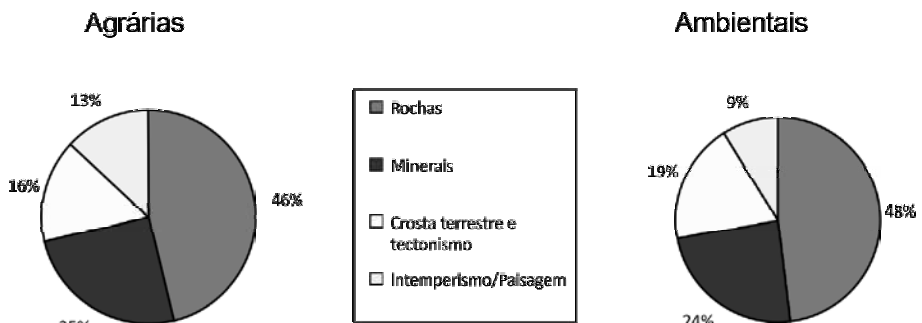 Agrárias
Ambientais
13%
16%
46%
Rochas
Minerais
Crosta terrestre e
tectonismo
Intemperismo/Paisagem
9%
19%
48%
24%